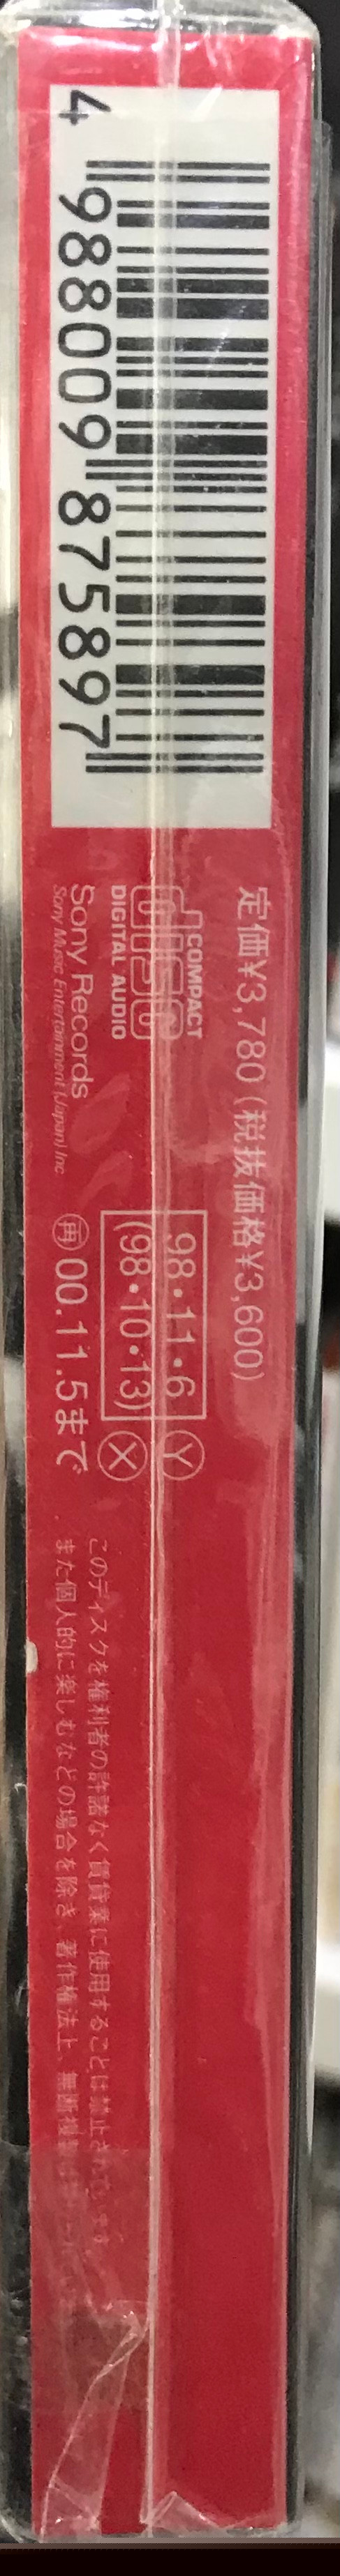 4 988009 875897
定価¥3,780 (税抜価格¥3,600)
COMPACT
disc
DIGITAL AUDIO
Sony Records
Sony Music Entertainment (Japan) Inc
98・11・6 Ⓨ
(98・10・13) Ⓧ
㊐ 00.11.5まで
このディスクを権利者の許諾なく賃貸業に使用することは禁止されています
また個人的に楽しむなどの場合を除き、著作権法上、無断複製は